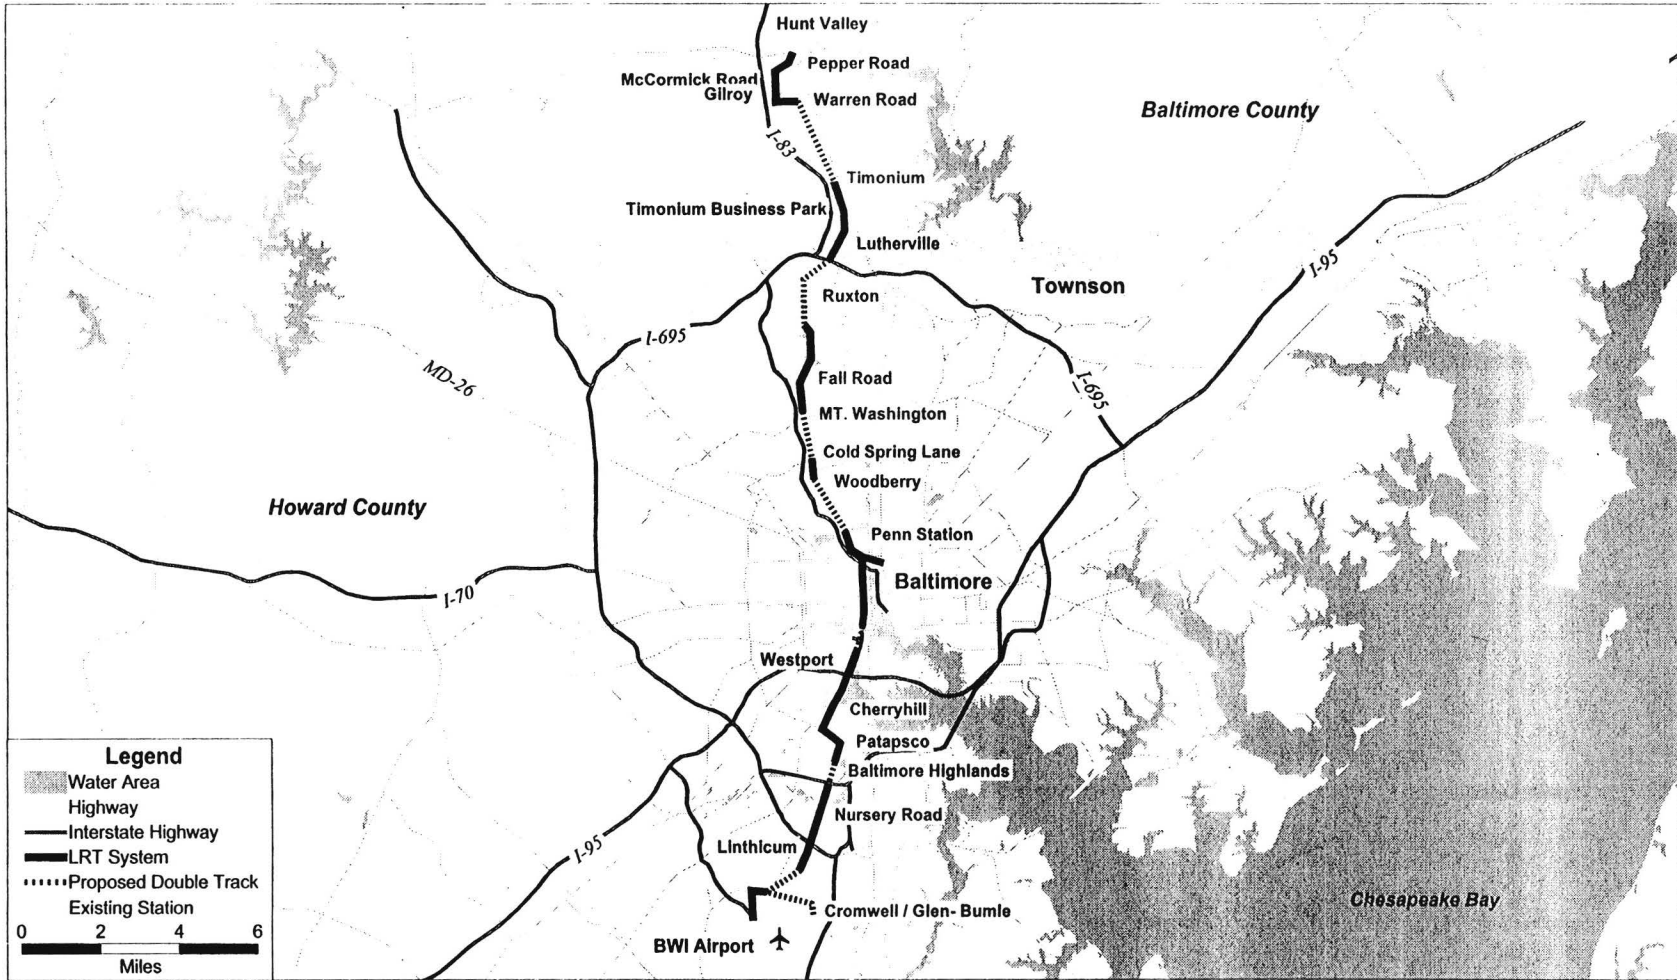 Hunt Valley
Pepper Road
McCormick Road
Gilroy
Warren Road
Baltimore County
I-83
Timonium
Timonium Business Park
Lutherville
I-95
Townson
Ruxton
I-695
MD-26
Fall Road
I-695
MT. Washington
Cold Spring Lane
Woodberry
Howard County
Penn Station
Baltimore
I-70
Westport
Cherryhill
Patapsco
Baltimore Highlands
Nursery Road
Linthicum
I-95
Cromwell / Glen- Bumle
BWI Airport
Chesapeake Bay
Legend
Water Area
Highway
Interstate Highway
LRT System
Proposed Double Track
Existing Station
0 2 4 6
Miles